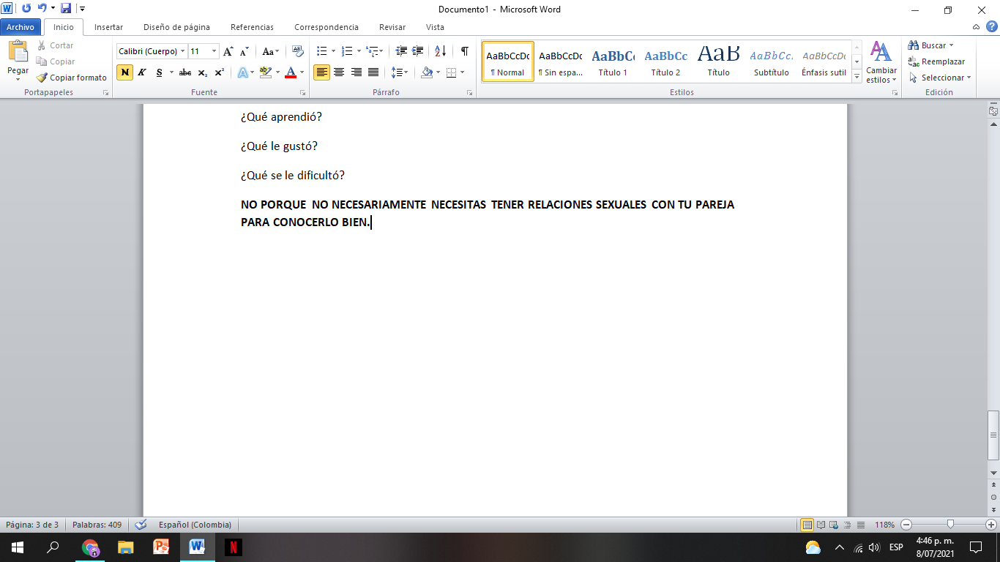 Documento1 - Microsoft Word
Archivo Inicio Insertar Diseño de página Referencias Correspondencia Revisar Vista
Pegar
Cortar
Copiar
Copiar formato
Portapapeles
Calibri (Cuerpo) 11
Aa
N K S abc x₂ x² A ab A
Fuente
Párrafo
AaBbCcDc AaBbCcDc AaBbCc AaBbCc AaB AaBbCc. AaBbCcDc
¶ Normal ¶ Sin espa... Título 1 Título 2 Título Subtítulo Énfasis sutil
Estilos
Cambiar
estilos
Buscar
Reemplazar
Seleccionar
Edición
¿Qué aprendió?
¿Qué le gustó?
¿Qué se le dificultó?
NO PORQUE NO NECESARIAMENTE NECESITAS TENER RELACIONES SEXUALES CON TU PAREJA
PARA CONOCERLO BIEN.
Página: 3 de 3 Palabras: 409 Español (Colombia) 118%
ESP
4:46 p. m.
8/07/2021